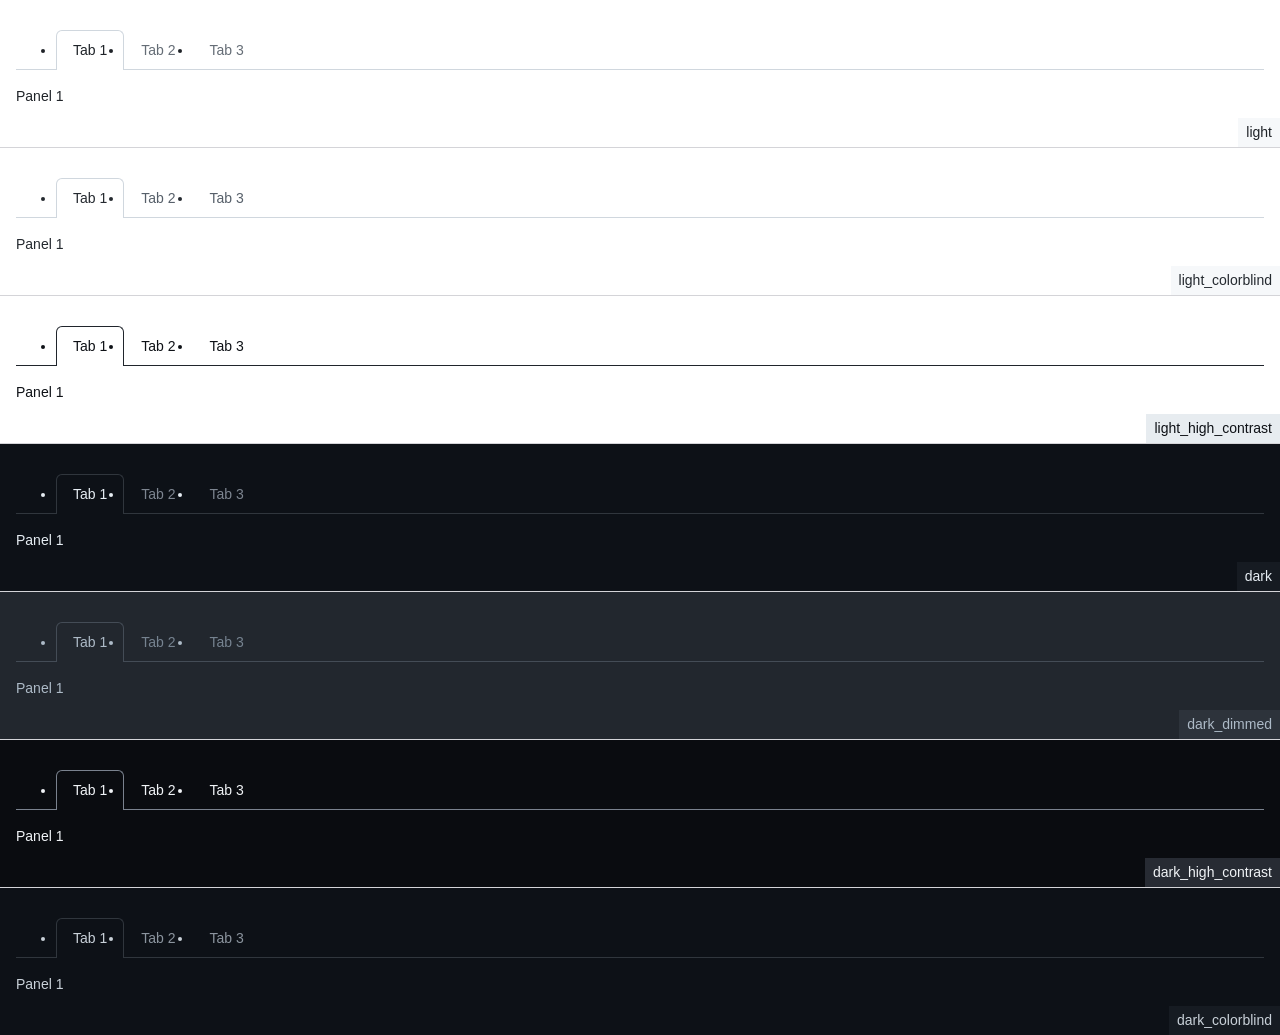 • Tab 1 • Tab 2 • Tab 3
Panel 1
light
• Tab 1 • Tab 2 • Tab 3
Panel 1
light_colorblind
• Tab 1 • Tab 2 • Tab 3
Panel 1
light_high_contrast
• Tab 1 • Tab 2 • Tab 3
Panel 1
dark
• Tab 1 • Tab 2 • Tab 3
Panel 1
dark_dimmed
• Tab 1 • Tab 2 • Tab 3
Panel 1
dark_high_contrast
• Tab 1 • Tab 2 • Tab 3
Panel 1
dark_colorblind